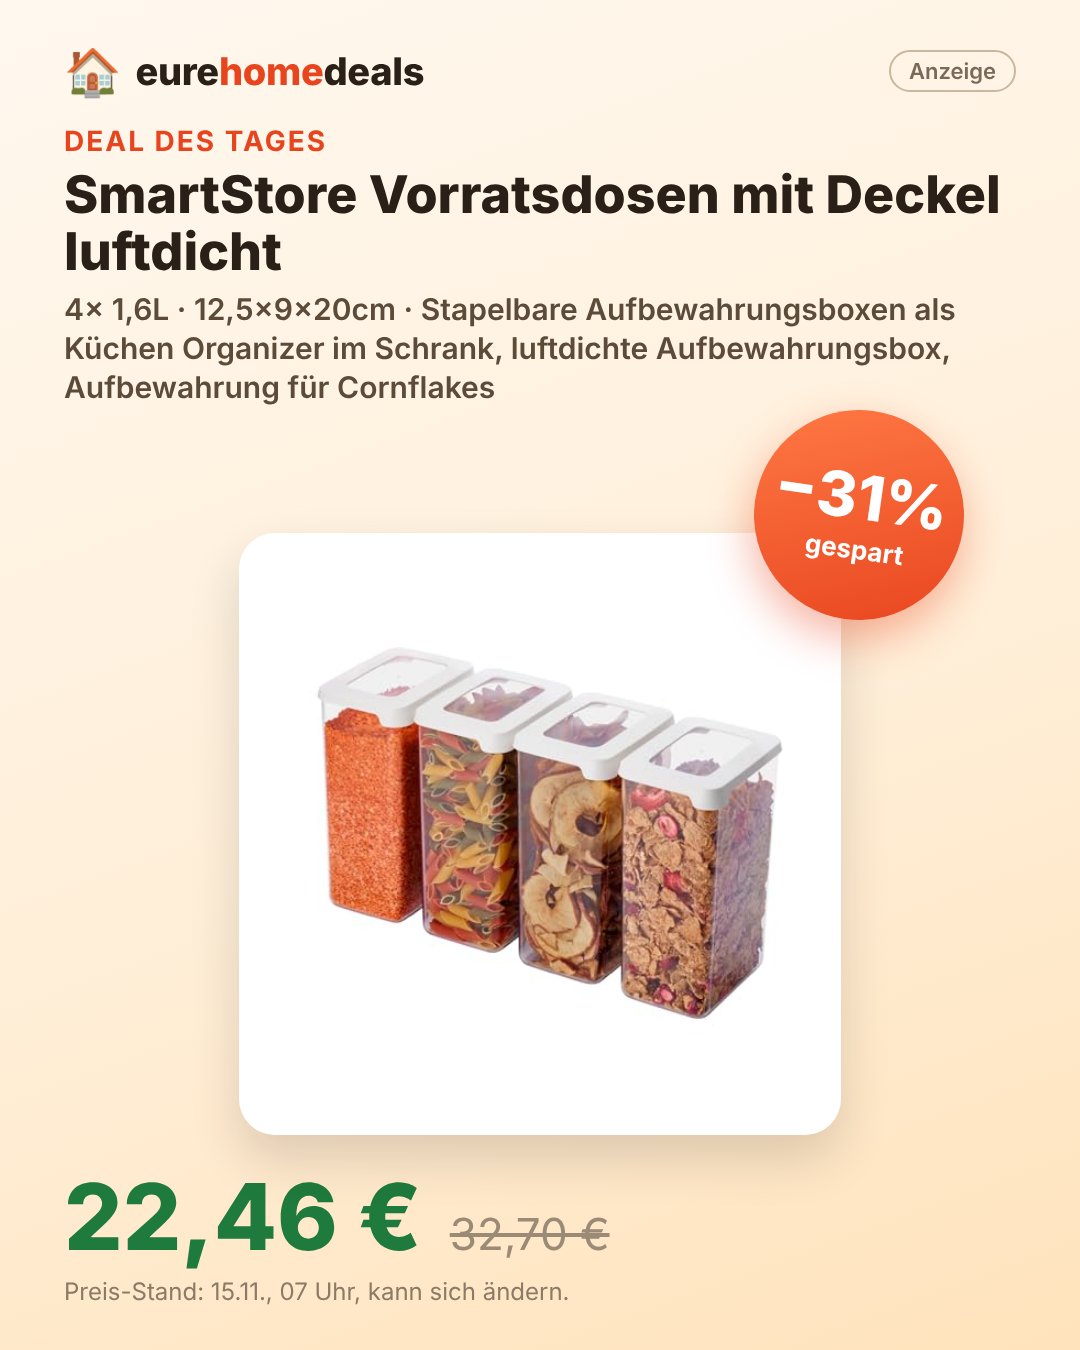 eurehomedeals
Anzeige
DEAL DES TAGES
SmartStore Vorratsdosen mit Deckel
luftdicht
4× 1,6L · 12,5×9×20cm · Stapelbare Aufbewahrungsboxen als
Küchen Organizer im Schrank, luftdichte Aufbewahrungsbox,
Aufbewahrung für Cornflakes
−31%
gespart
22,46 €
32,70 €
Preis-Stand: 15.11., 07 Uhr, kann sich ändern.